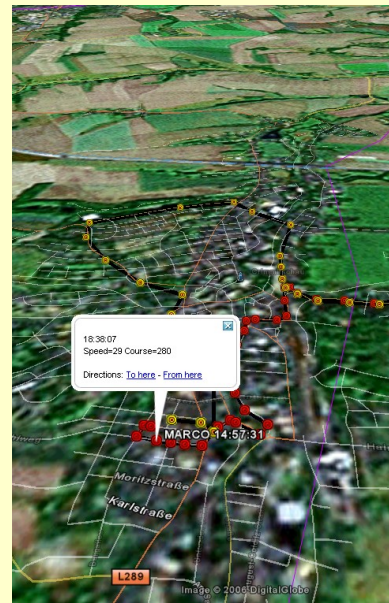 18:38:07
Speed=29 Course=280
Directions: To here - From here
MARCO 14:57:31
Moritzstraße
Karlstraße
L289
Image © 2006 DigitalGlobe